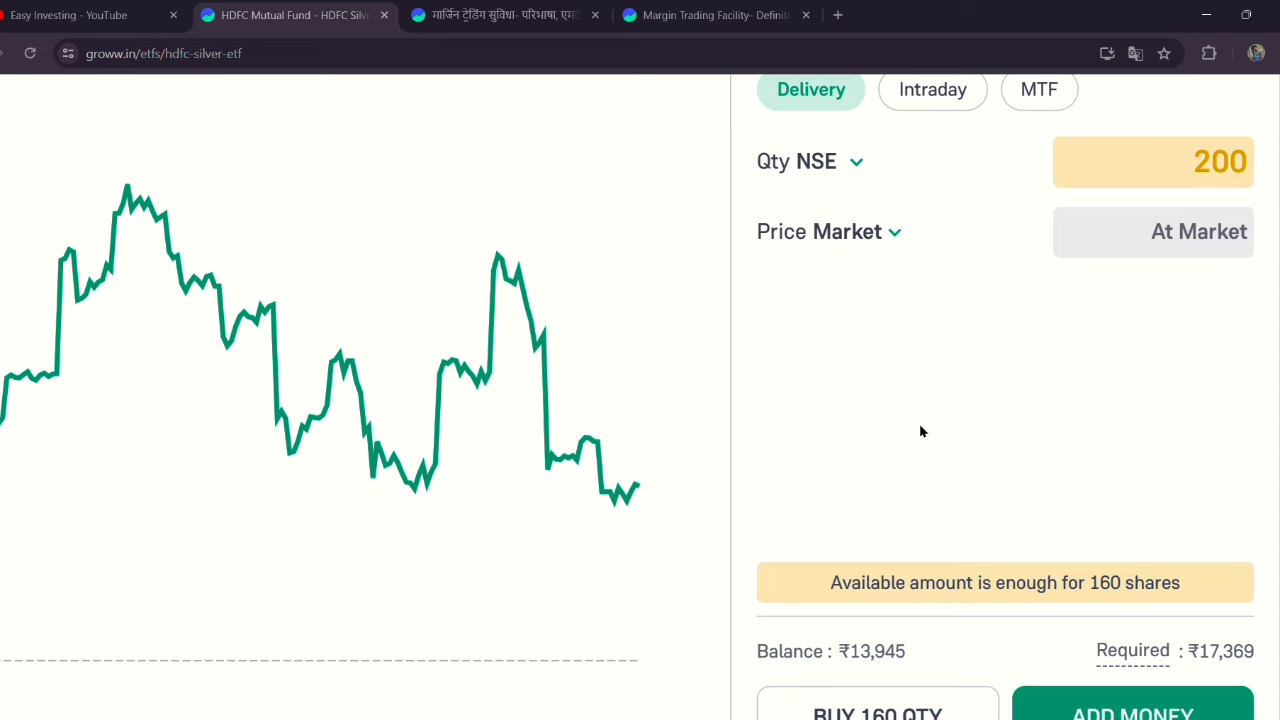 Easy Investing - YouTube
HDFC Mutual Fund - HDFC Silv
मार्जिन ट्रेडिंग सुविधा- परिभाषा, एमट
Margin Trading Facility- Definiti
groww.in/etfs/hdfc-silver-etf
Delivery Intraday MTF
Qty NSE 200
Price Market At Market
Available amount is enough for 160 shares
Balance : ₹13,945 Required : ₹17,369
BUY 160 QTY ADD MONEY